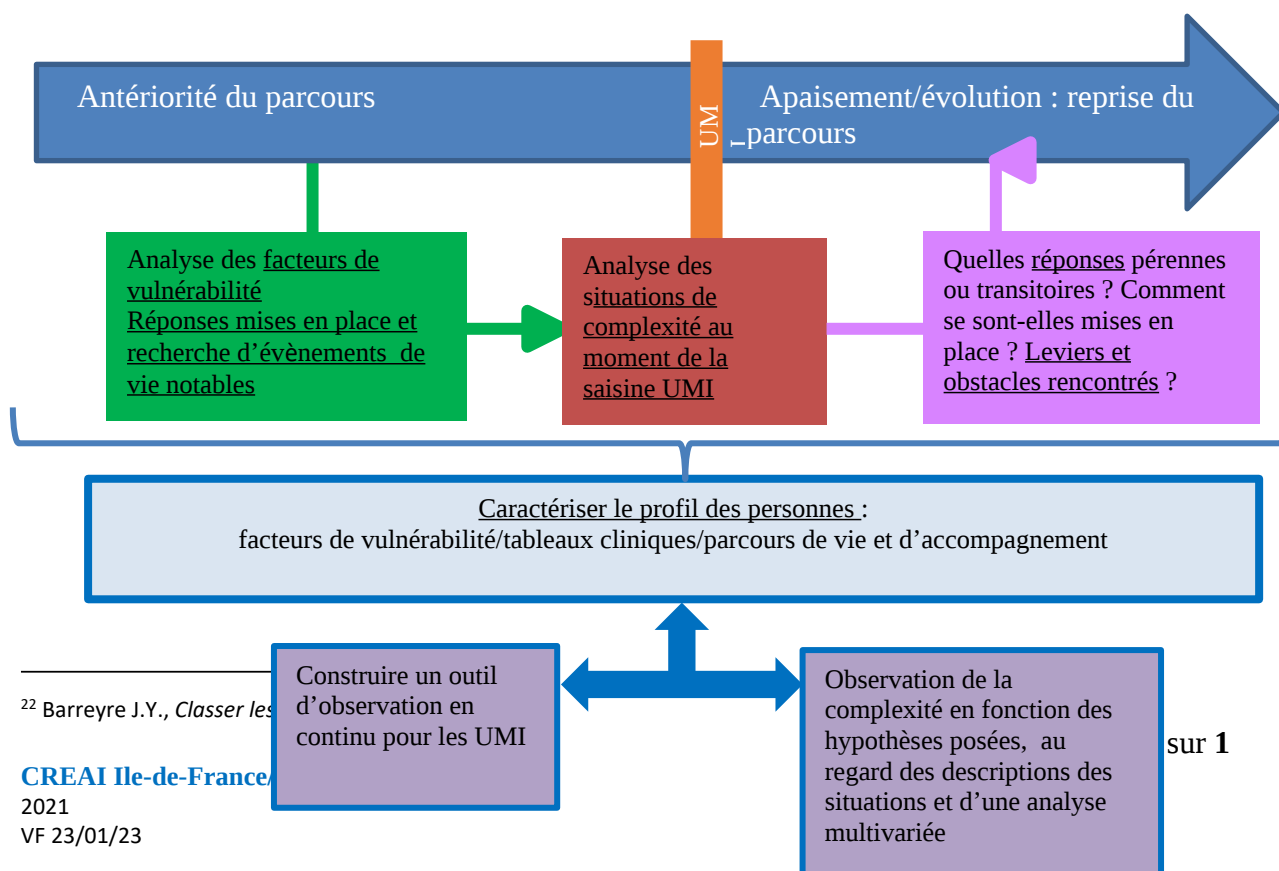 Antériorité du parcours
UM
I
Apaisement/évolution : reprise du
parcours
Analyse des facteurs de
vulnérabilité
Réponses mises en place et
recherche d’évènements de
vie notables
Analyse des
situations de
complexité au
moment de la
saisine UMI
Quelles réponses pérennes
ou transitoires ? Comment
se sont-elles mises en
place ? Leviers et
obstacles rencontrés ?
Caractériser le profil des personnes :
facteurs de vulnérabilité/tableaux cliniques/parcours de vie et d’accompagnement
Construire un outil
d’observation en
continu pour les UMI
Observation de la
complexité en fonction des
hypothèses posées, au
regard des descriptions des
situations et d’une analyse
multivariée
22 Barreyre J.Y., Classer les
sur 1
CREAI Ile-de-France/
2021
VF 23/01/23